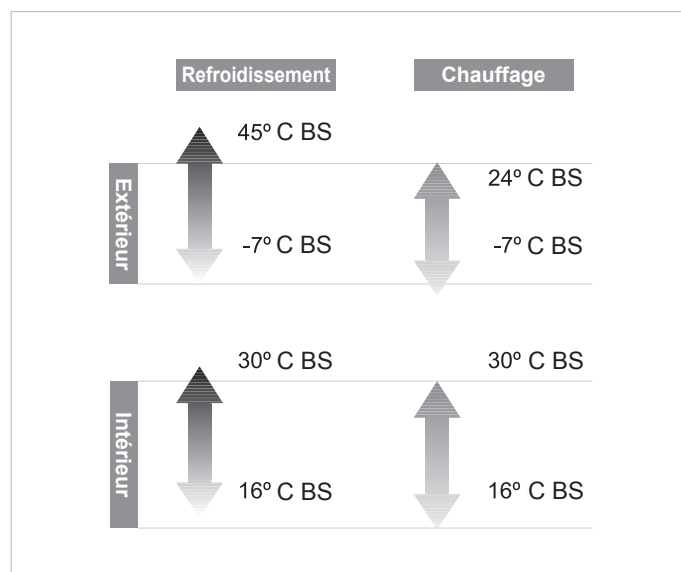 Refroidissement
Chauffage
Extérieur
45º C BS
24º C BS
-7º C BS
-7º C BS
Intérieur
30º C BS
30º C BS
16º C BS
16º C BS